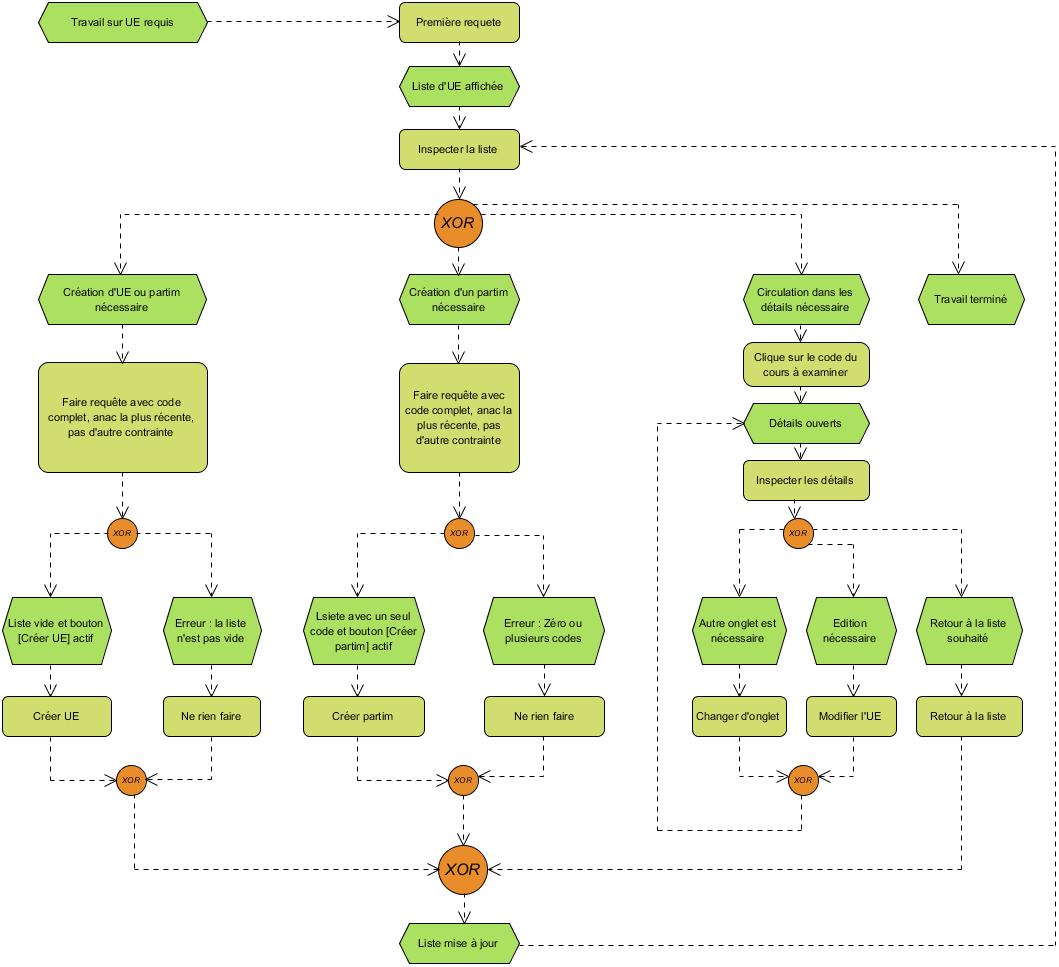 Travail sur UE requis
Première requete
Liste d'UE affichée
Inspecter la liste
XOR
Création d'UE ou partim
nécessaire
Création d'un partim
nécessaire
Circulation dans les
détails nécessaire
Travail terminé
Clique sur le code du
cours à examiner
Faire requête avec code
complet, anac la plus récente,
pas d'autre contrainte
Faire requête avec
code complet, anac la
plus récente, pas
d'autre contrainte
Détails ouverts
Inspecter les détails
XOR
XOR
XOR
Liste vide et bouton
[Créer UE] actif
Erreur : la liste
n'est pas vide
Lsiete avec un seul
code et bouton [Créer
partim] actif
Erreur : Zéro ou
plusieurs codes
Autre onglet est
nécessaire
Edition
nécessaire
Retour à la liste
souhaité
Créer UE
Ne rien faire
Créer partim
Ne rien faire
Changer d'onglet
Modifier l'UE
Retour à la liste
XOR
XOR
XOR
XOR
Liste mise à jour